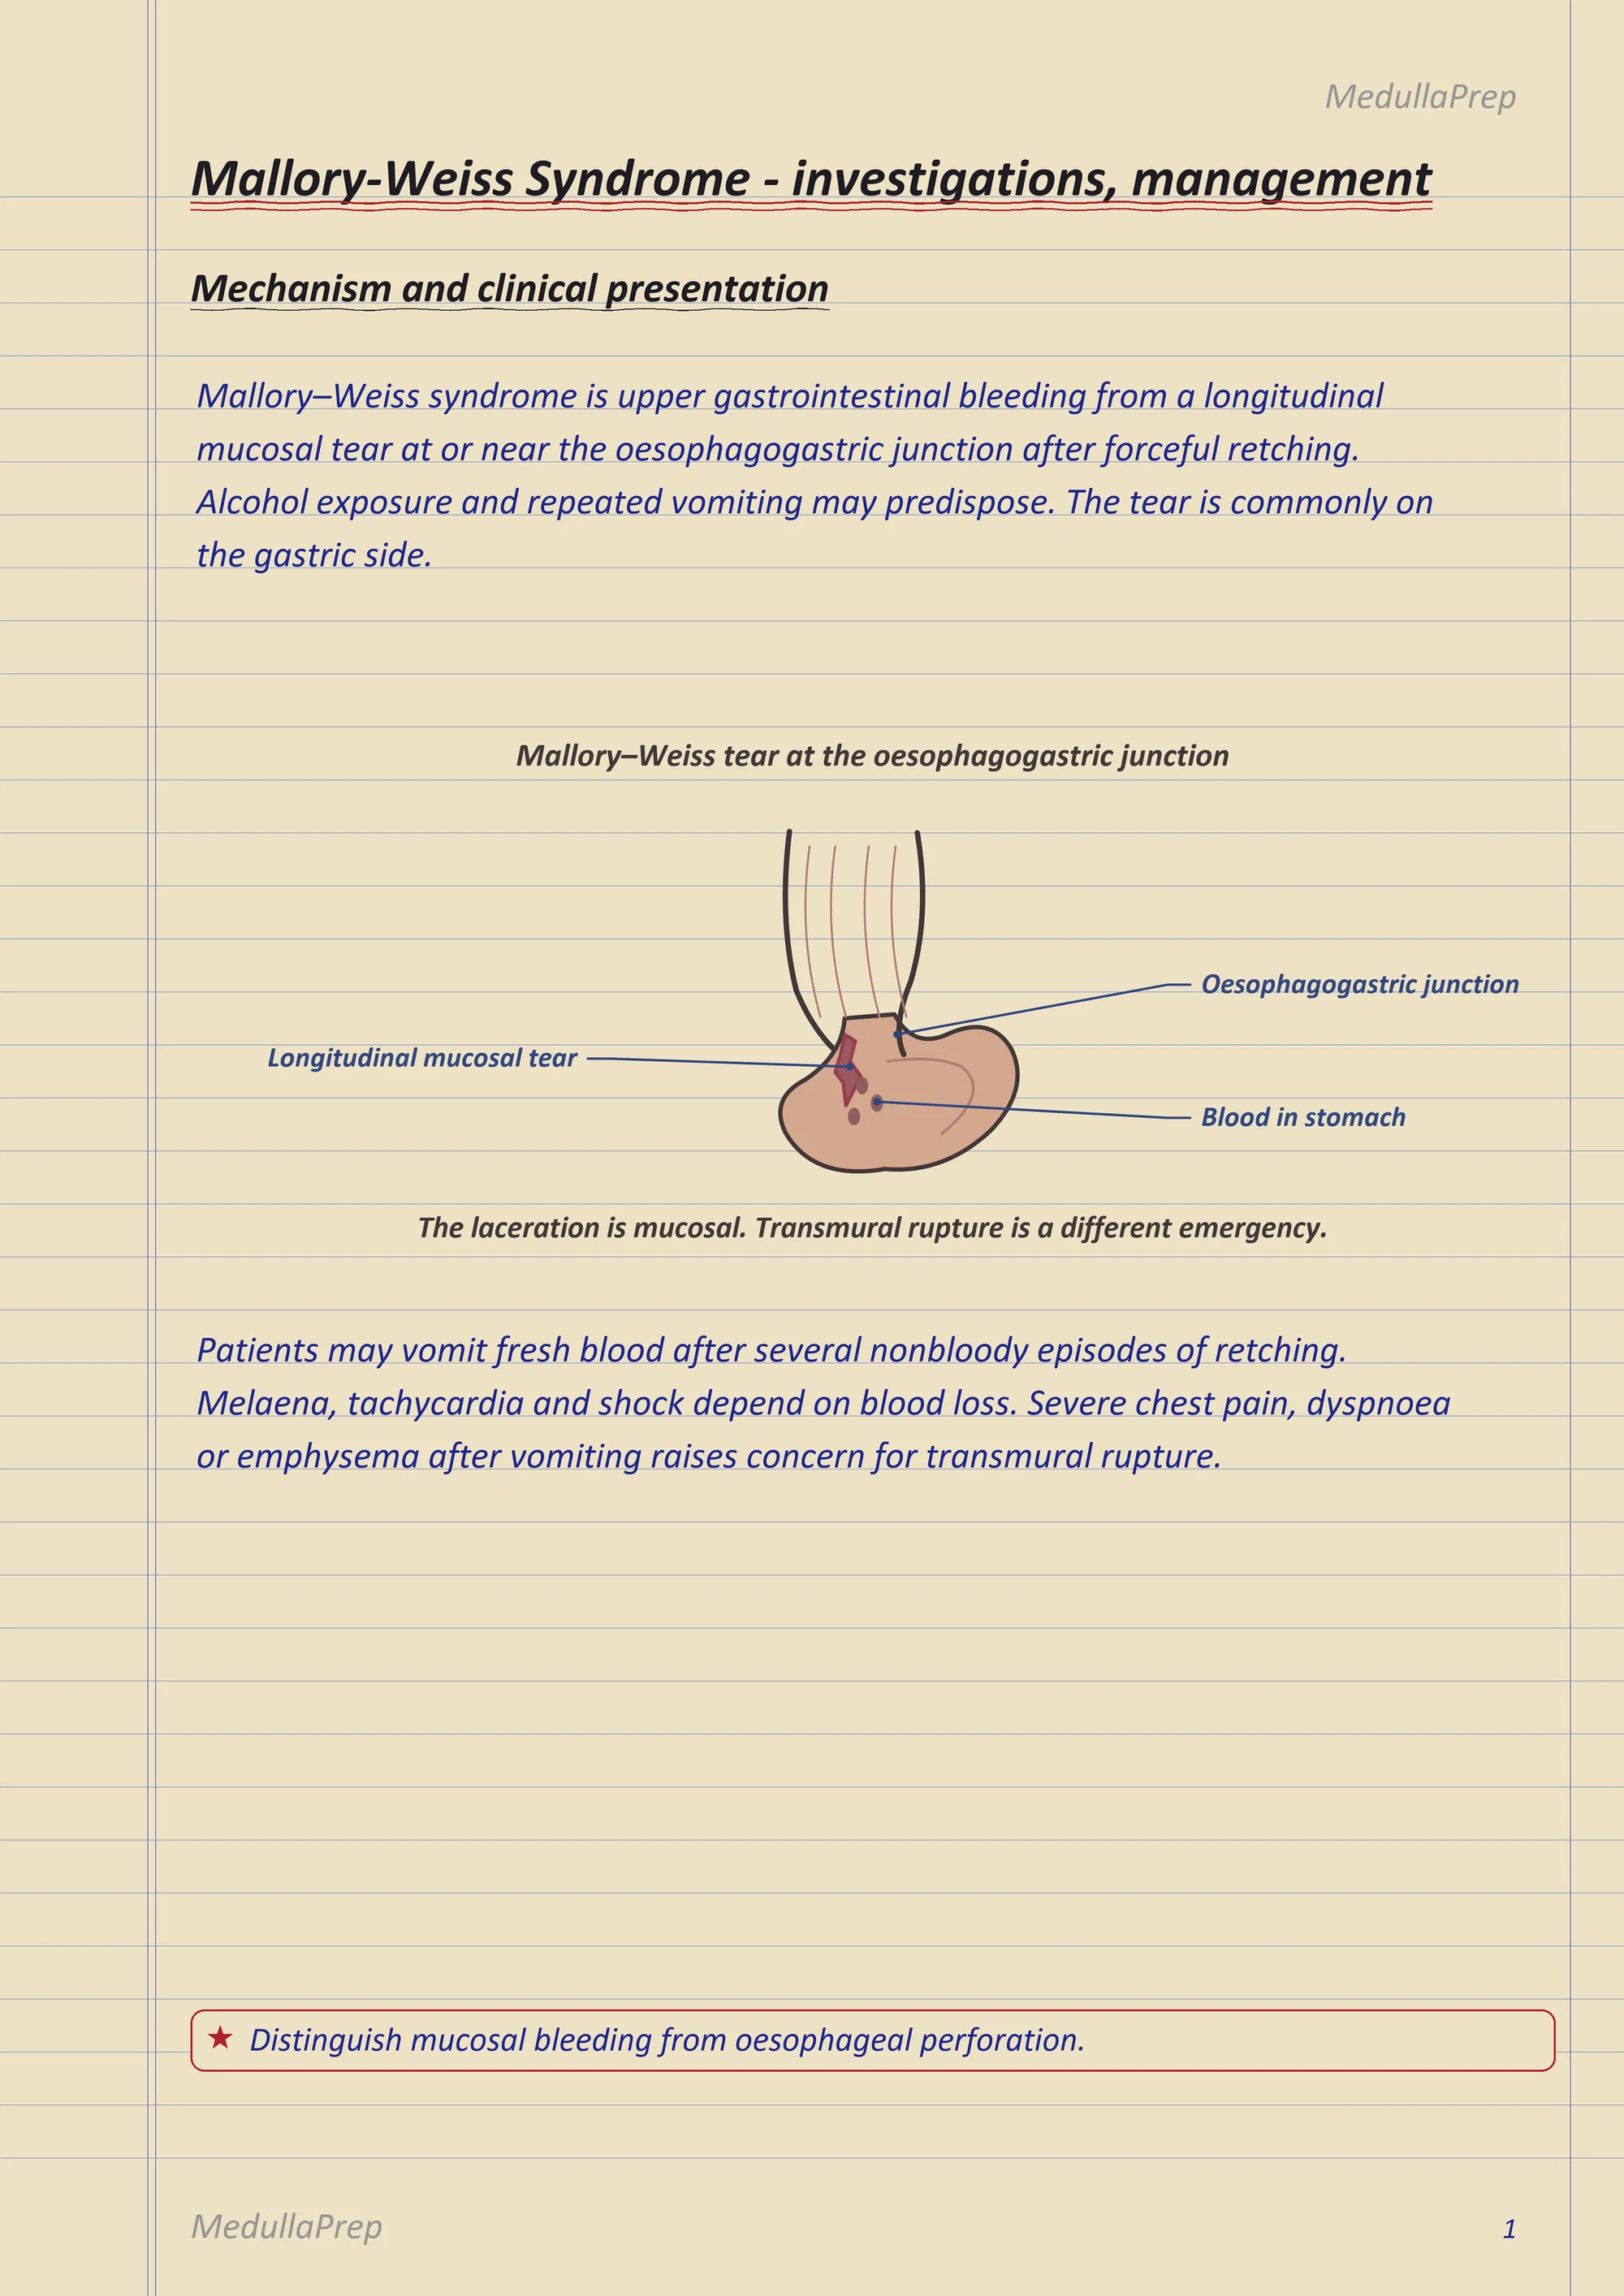 MedullaPrep
Mallory-Weiss Syndrome - investigations, management
Mechanism and clinical presentation
Mallory–Weiss syndrome is upper gastrointestinal bleeding from a longitudinal
mucosal tear at or near the oesophagogastric junction after forceful retching.
Alcohol exposure and repeated vomiting may predispose. The tear is commonly on
the gastric side.
Mallory–Weiss tear at the oesophagogastric junction
Oesophagogastric junction
Longitudinal mucosal tear
Blood in stomach
The laceration is mucosal. Transmural rupture is a different emergency.
Patients may vomit fresh blood after several nonbloody episodes of retching.
Melaena, tachycardia and shock depend on blood loss. Severe chest pain, dyspnoea
or emphysema after vomiting raises concern for transmural rupture.
★ Distinguish mucosal bleeding from oesophageal perforation.
MedullaPrep
1